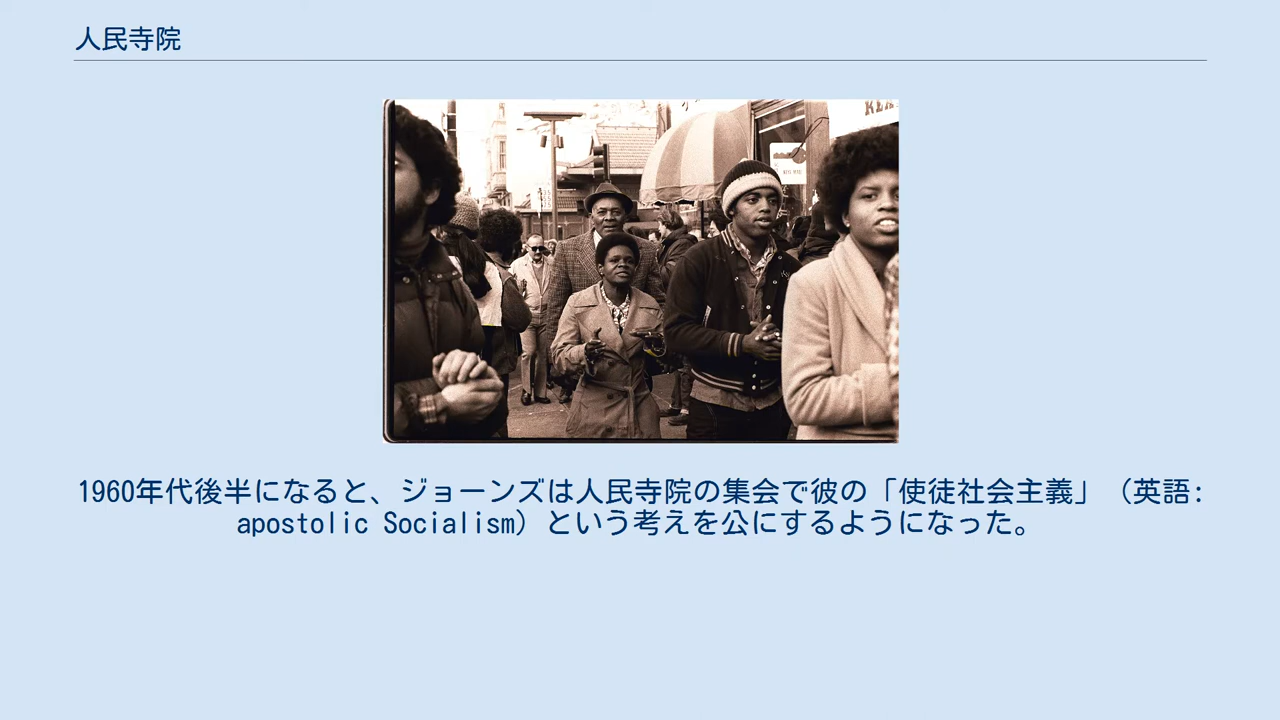 人民寺院
1960年代後半になると、ジョーンズは人民寺院の集会で彼の「使徒社会主義」（英語:
apostolic Socialism）という考えを公にするようになった。